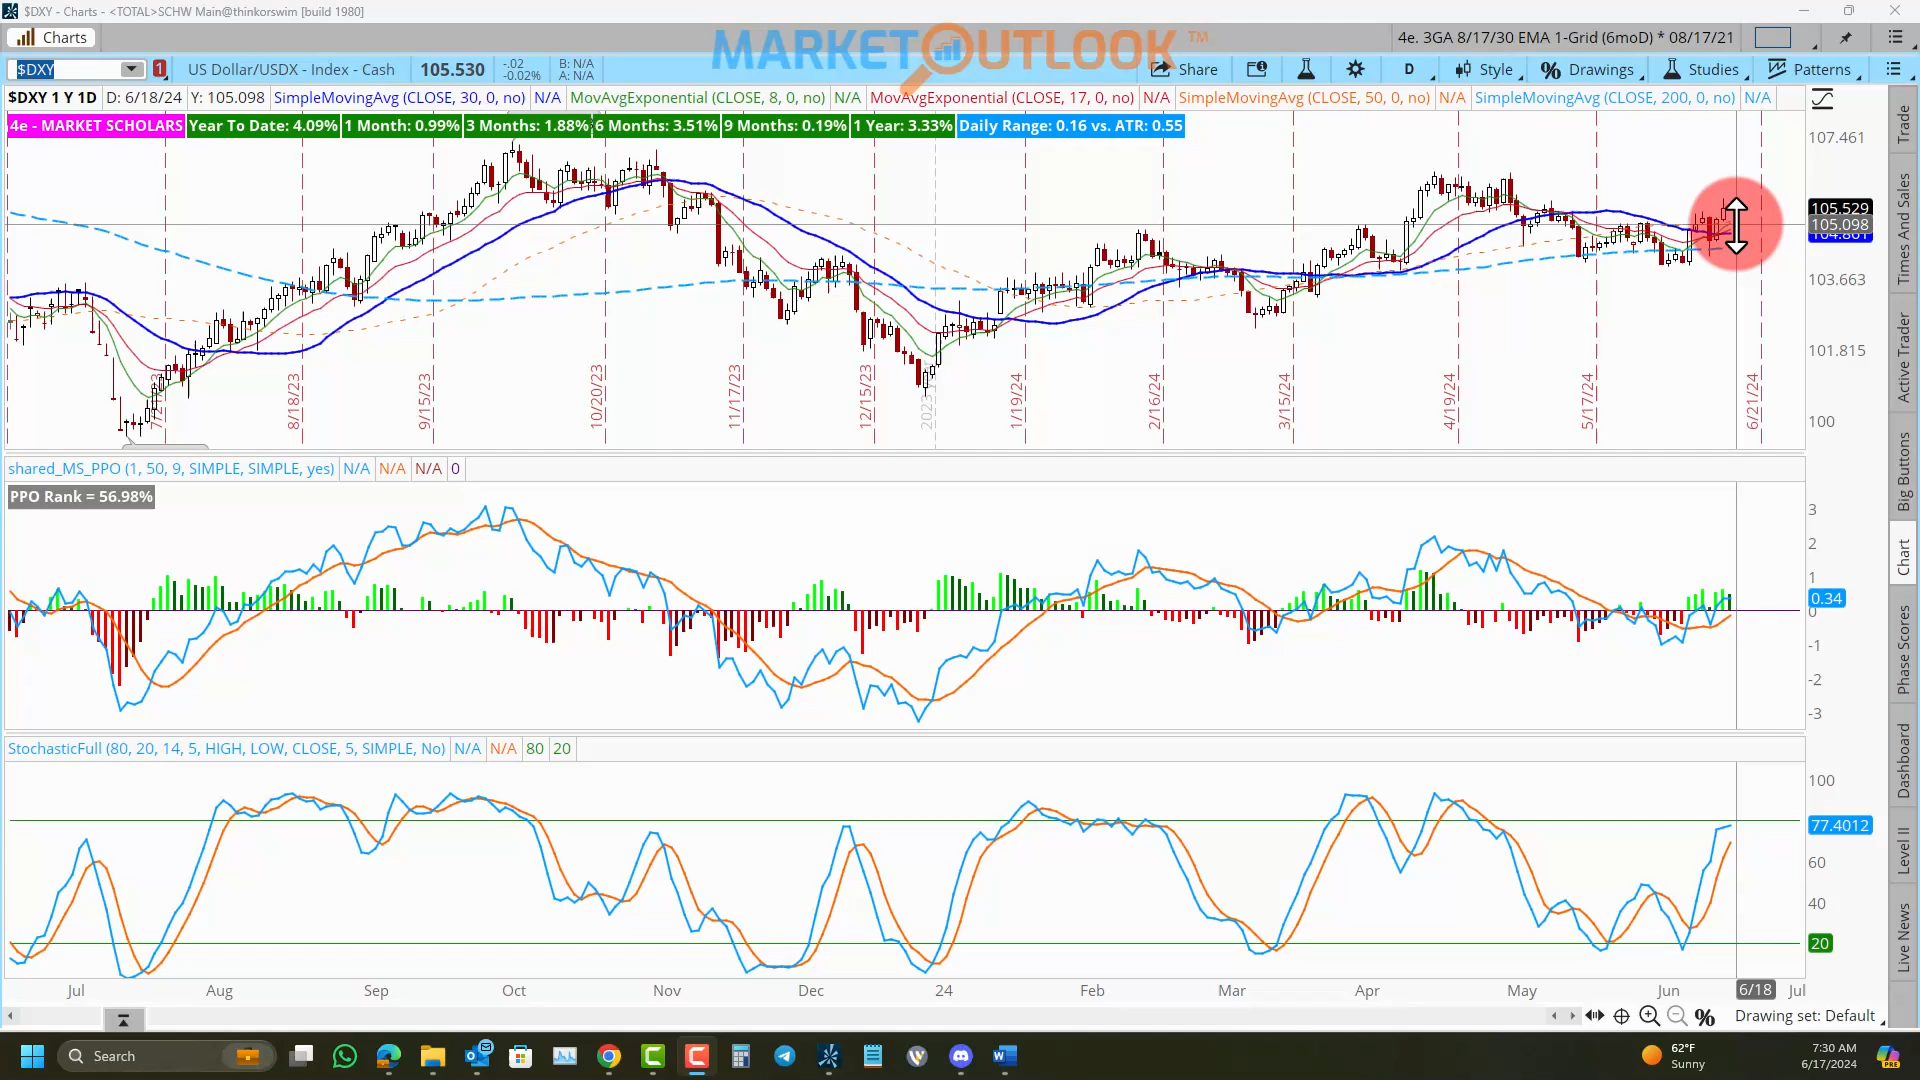 $DXY - Charts - <TOTAL>SCHW Main@thinkorswim [build 1980]
Charts
MARKETOUTLOOK™
4e. 3GA 8/17/30 EMA 1-Grid (6moD) * 08/17/21
$DXY
1
US Dollar/USDX - Index - Cash
105.530
-.02
-0.02%
B: N/A
A: N/A
Share
D
Style
Drawings
Studies
Patterns
$DXY 1 Y 1D
D: 6/18/24
Y: 105.098
SimpleMovingAvg (CLOSE, 30, 0, no)
N/A
MovAvgExponential (CLOSE, 8, 0, no)
N/A
MovAvgExponential (CLOSE, 17, 0, no)
N/A
SimpleMovingAvg (CLOSE, 50, 0, no)
N/A
SimpleMovingAvg (CLOSE, 200, 0, no)
N/A
4e - MARKET SCHOLARS
Year To Date: 4.09%
1 Month: 0.99%
3 Months: 1.88%
6 Months: 3.51%
9 Months: 0.19%
1 Year: 3.33%
Daily Range: 0.16 vs. ATR: 0.55
107.461
105.529
105.098
103.663
101.815
100
8/18/23
9/15/23
10/20/23
11/17/23
12/15/23
2023
1/19/24
2/16/24
3/15/24
4/19/24
5/17/24
6/21/24
shared_MS_PPO (1, 50, 9, SIMPLE, SIMPLE, yes)
N/A
N/A
N/A
0
PPO Rank = 56.98%
3
2
1
0.34
0
-1
-2
-3
StochasticFull (80, 20, 14, 5, HIGH, LOW, CLOSE, 5, SIMPLE, No)
N/A
N/A
80
20
100
77.4012
60
40
20
Jul
Aug
Sep
Oct
Nov
Dec
24
Feb
Mar
Apr
May
Jun
6/18
Jul
Drawing set: Default
Trade
Times And Sales
Active Trader
Big Buttons
Chart
Phase Scores
Dashboard
Level II
Live News
Search
62°F
Sunny
7:30 AM
6/17/2024